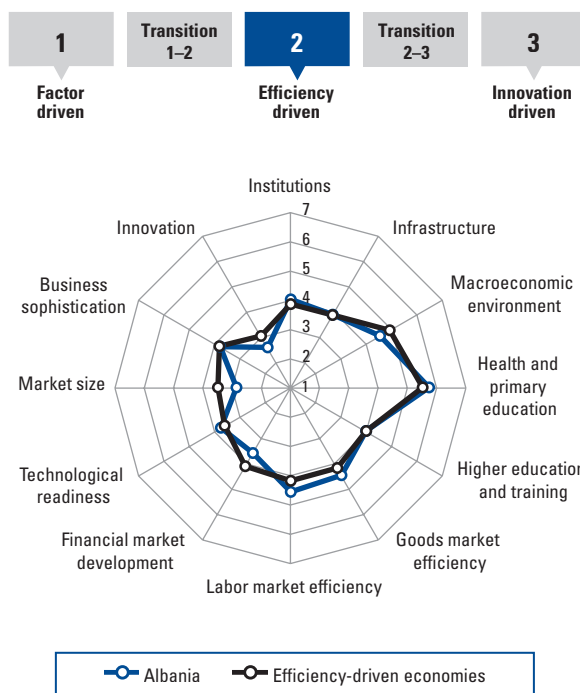 1
Transition
1–2
2
Transition
2–3
3
Factor
driven
Efficiency
driven
Innovation
driven
Institutions
7
6
5
4
3
2
1
Infrastructure
Macroeconomic
environment
Health and
primary
education
Higher education
and training
Goods market
efficiency
Labor market efficiency
Financial market
development
Technological
readiness
Market size
Business
sophistication
Innovation
Albania
Efficiency-driven economies